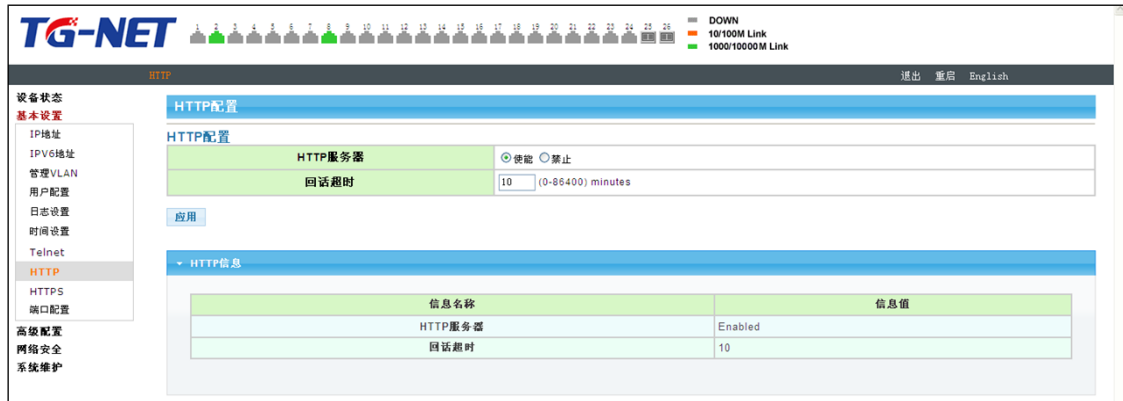 TG-NET
1 2 3 4 5 6 7 8 9 10 11 12 13 14 15 16 17 18 19 20 21 22 23 24 25 26
DOWN
10/100M Link
1000/10000M Link
HTTP
退出 重启 English
设备状态
基本设置
IP地址
IPV6地址
管理VLAN
用户配置
日志设置
时间设置
Telnet
HTTP
HTTPS
端口配置
高级配置
网络安全
系统维护
HTTP配置
HTTP配置
HTTP服务器 使能 禁止
回话超时 10 (0-86400) minutes
应用
HTTP信息
信息名称 信息值
HTTP服务器 Enabled
回话超时 10